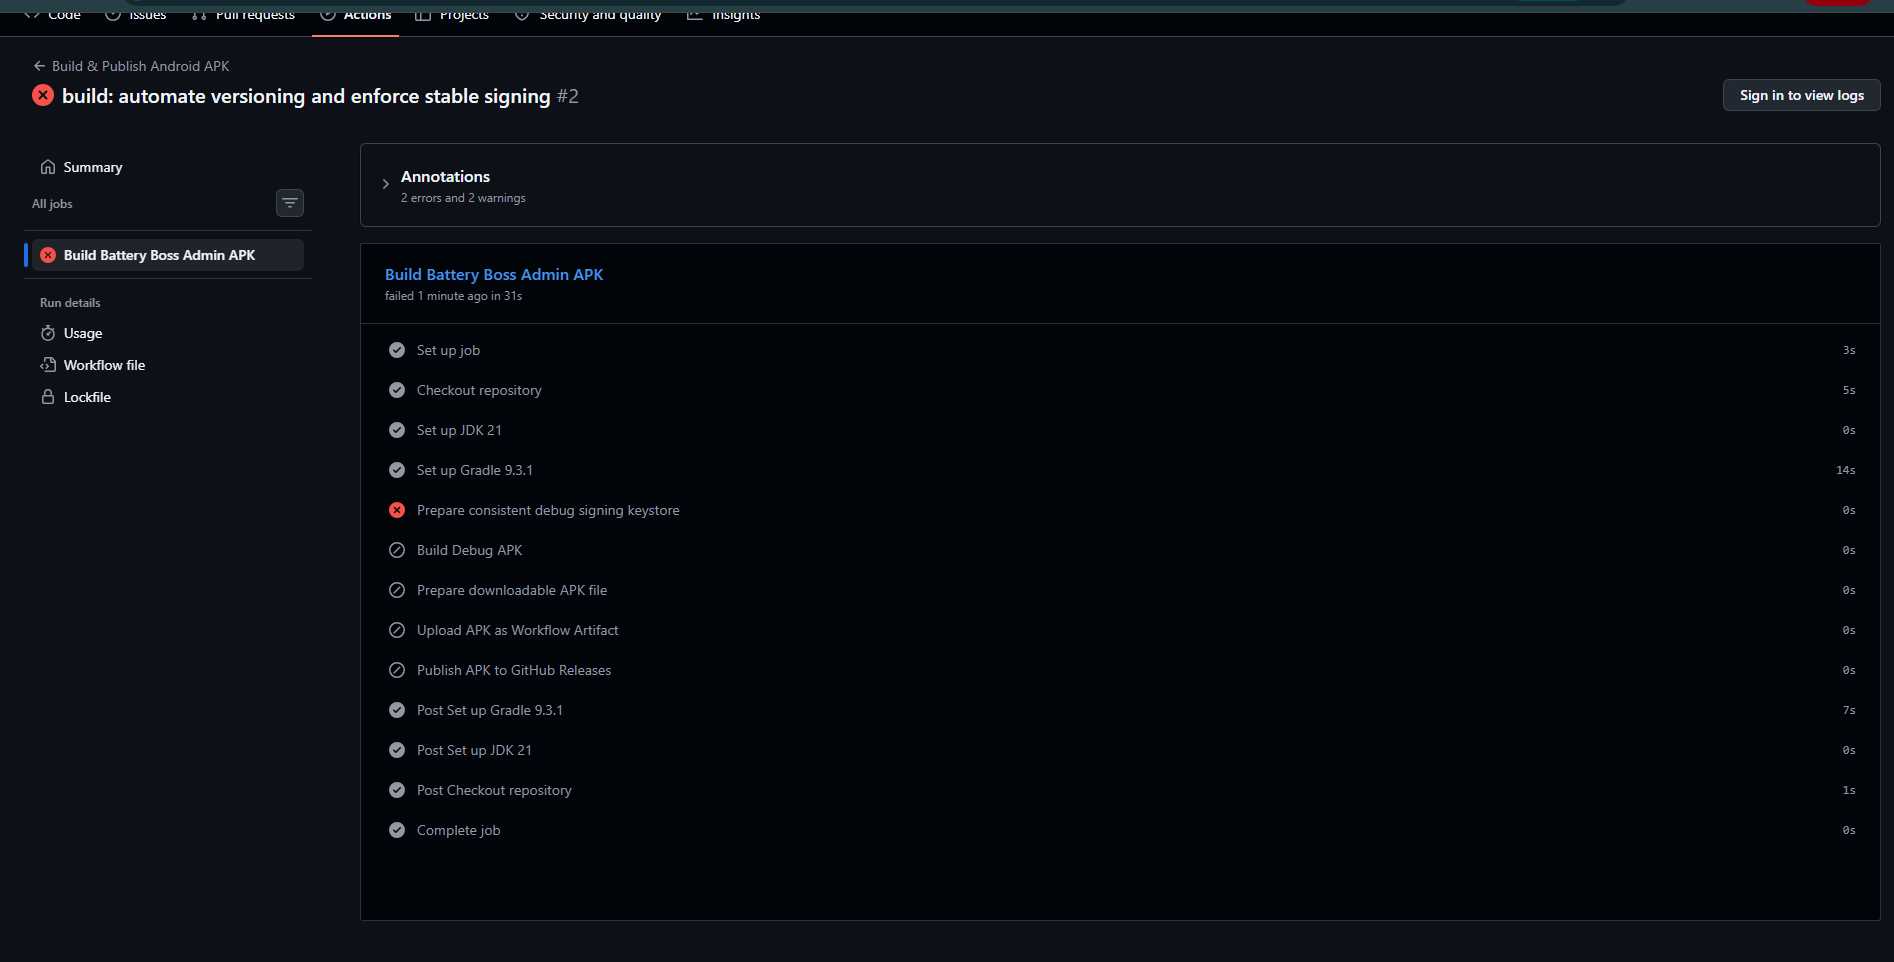 Code Issues Pull requests Actions Projects Security and quality Insights
Build & Publish Android APK
build: automate versioning and enforce stable signing #2
Sign in to view logs
Summary
All jobs
Build Battery Boss Admin APK
Run details
Usage
Workflow file
Lockfile
Annotations
2 errors and 2 warnings
Build Battery Boss Admin APK
failed 1 minute ago in 31s
Set up job 3s
Checkout repository 5s
Set up JDK 21 0s
Set up Gradle 9.3.1 14s
Prepare consistent debug signing keystore 0s
Build Debug APK 0s
Prepare downloadable APK file 0s
Upload APK as Workflow Artifact 0s
Publish APK to GitHub Releases 0s
Post Set up Gradle 9.3.1 7s
Post Set up JDK 21 0s
Post Checkout repository 1s
Complete job 0s